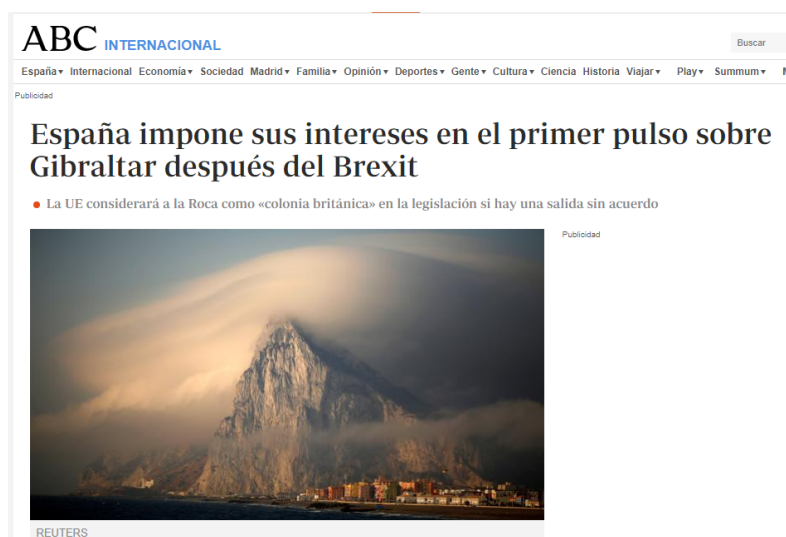 ABC INTERNACIONAL
Buscar
España Internacional Economía Sociedad Madrid Familia Opinión Deportes Gente Cultura Ciencia Historia Viajar Play Summum
Publicidad
España impone sus intereses en el primer pulso sobre
Gibraltar después del Brexit
La UE considerará a la Roca como «colonia británica» en la legislación si hay una salida sin acuerdo
Publicidad
REUTERS